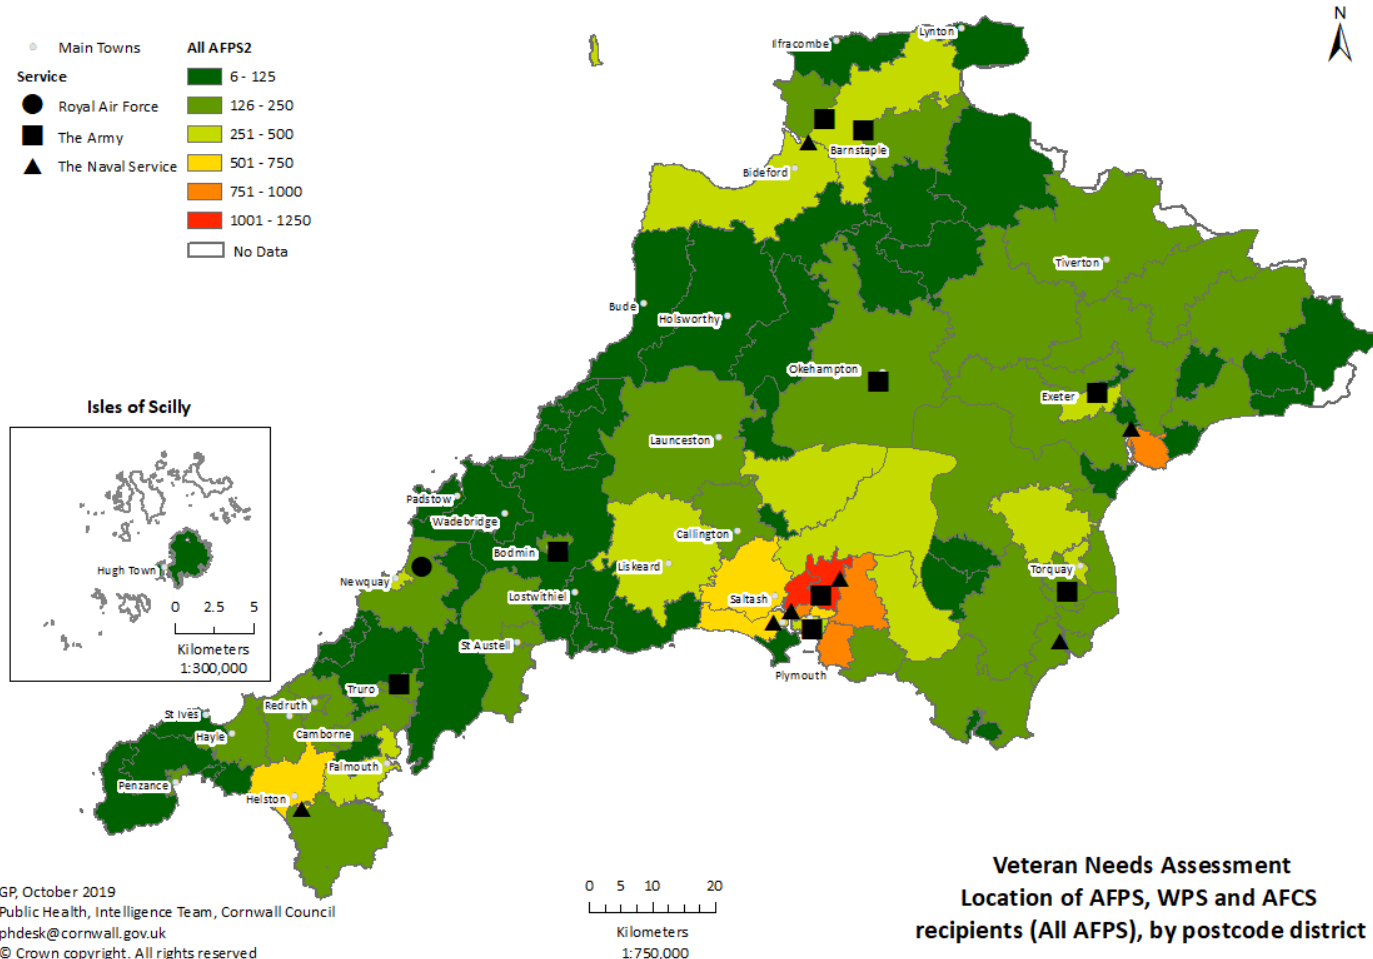 N
Main Towns
Service
Royal Air Force
The Army
The Naval Service
All AFPS2
6 - 125
126 - 250
251 - 500
501 - 750
751 - 1000
1001 - 1250
No Data
Ilfracombe
Lynton
Barnstaple
Bideford
Tiverton
Bude
Holsworthy
Okehampton
Exeter
Launceston
Padstow
Wadebridge
Callington
Bodmin
Liskeard
Newquay
Lostwithiel
Saltash
Torquay
St Austell
Plymouth
Truro
Redruth
St Ives
Hayle
Camborne
Falmouth
Penzance
Helston
Isles of Scilly
Hugh Town
0 2.5 5
Kilometers
1:300,000
0 5 10 20
Kilometers
1:750,000
GP, October 2019
Public Health, Intelligence Team, Cornwall Council
phdesk@cornwall.gov.uk
© Crown copyright. All rights reserved
Veteran Needs Assessment
Location of AFPS, WPS and AFCS
recipients (All AFPS), by postcode district